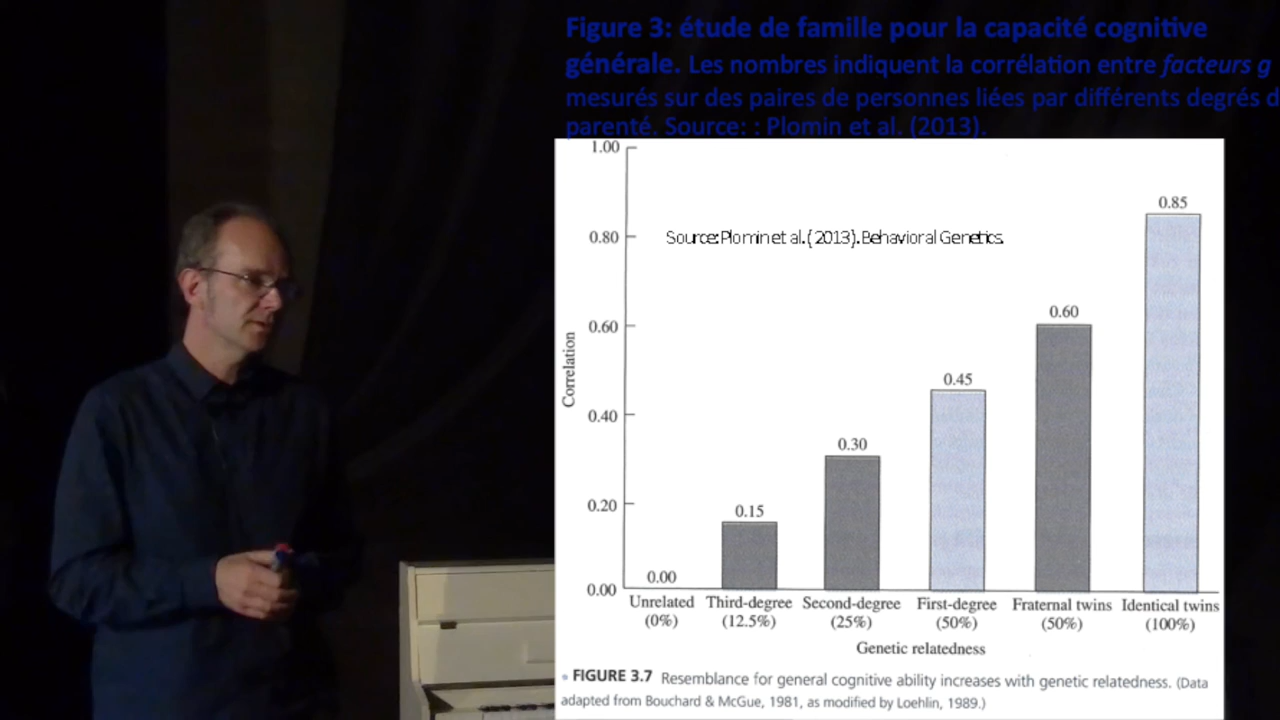 Figure 3: étude de famille pour la capacité cognitive
générale. Les nombres indiquent la corrélation entre facteurs g
mesurés sur des paires de personnes liées par différents degrés d
parenté. Source: : Plomin et al. (2013).
1.00
0.85
0.80
Source: Plomin et al. (2013). Behavioral Genetics.
0.60
0.60
0.45
0.40
0.30
0.20
0.15
0.00
0.00
Correlation
Unrelated Third-degree Second-degree First-degree Fraternal twins Identical twins
(0%) (12.5%) (25%) (50%) (50%) (100%)
Genetic relatedness
FIGURE 3.7 Resemblance for general cognitive ability increases with genetic relatedness. (Data
adapted from Bouchard & McGue, 1981, as modified by Loehlin, 1989.)